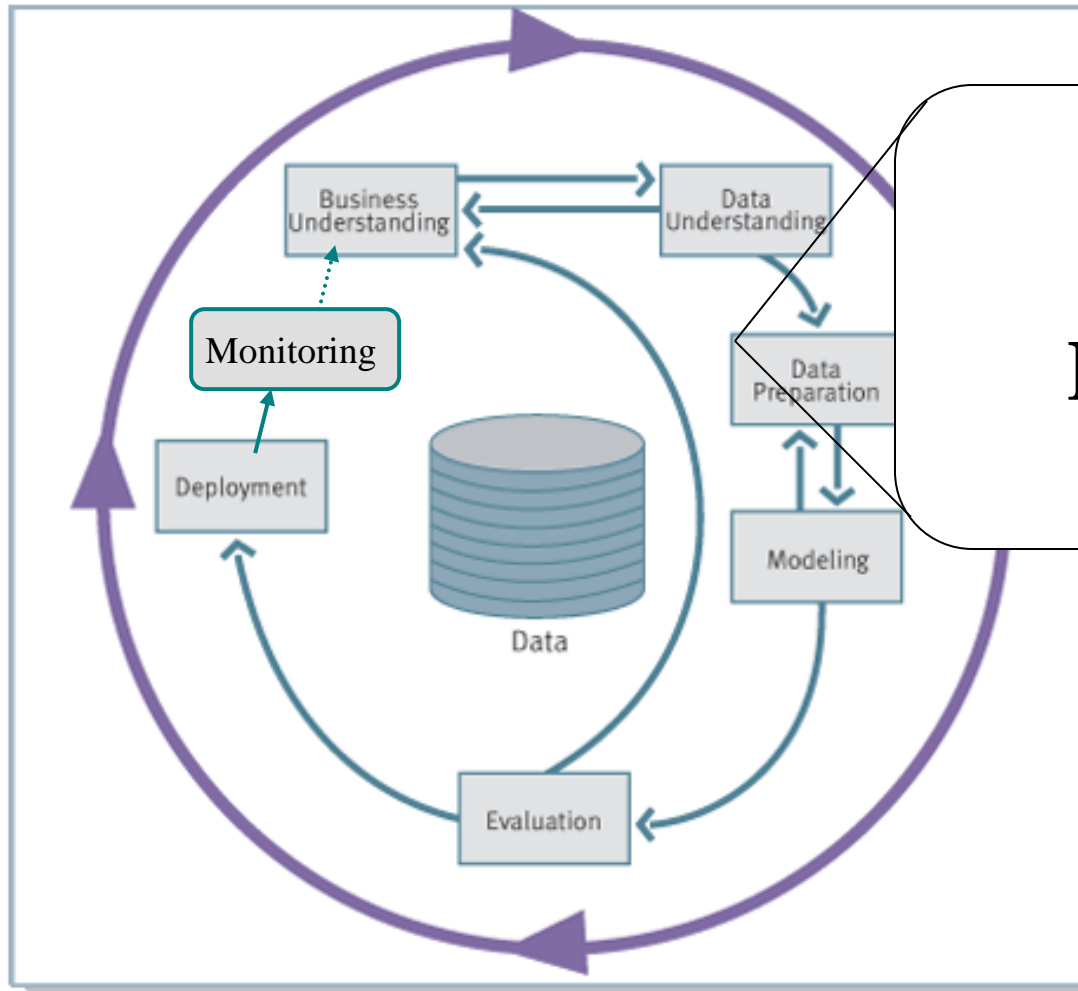 Business
Understanding
Data
Understanding
Monitoring
Data
Preparation
Deployment
Modeling
Data
Evaluation